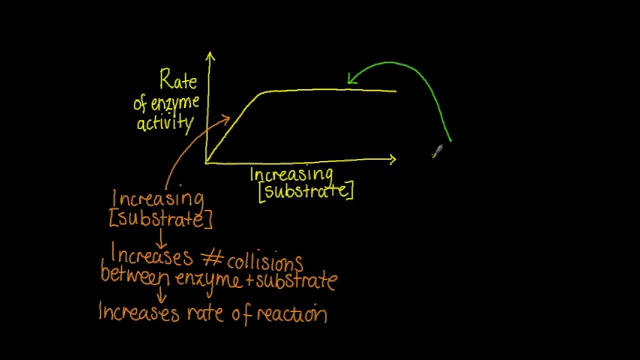 Rate
of enzyme
activity
Increasing
[substrate]
Increasing
[substrate]
Increases # collisions
between enzyme + substrate
Increases rate of reaction